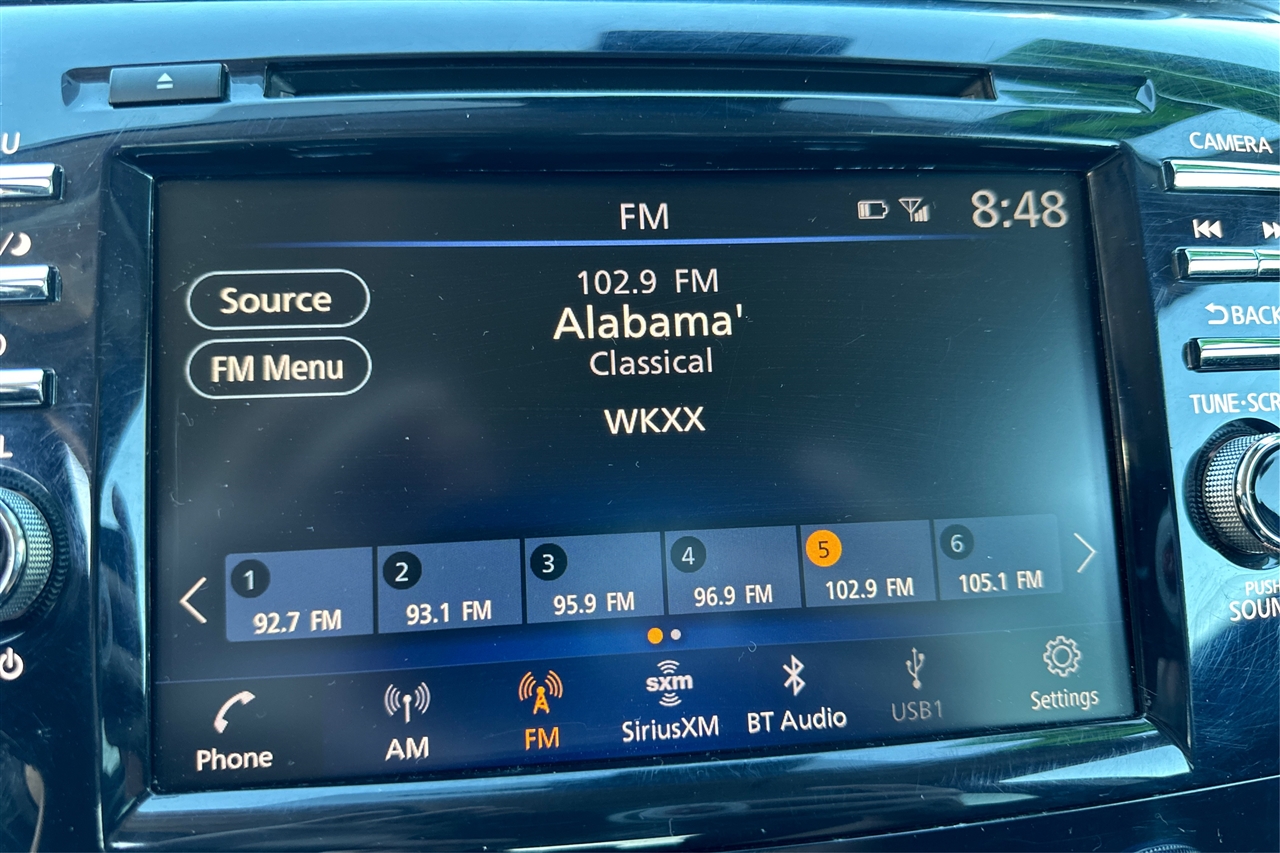 U
CAMERA
FM
8:48
Source
102.9 FM
Alabama'
Classical
FM Menu
WKXX
BACK
TUNE·SCR
L
1
92.7 FM
2
93.1 FM
3
95.9 FM
4
96.9 FM
5
102.9 FM
6
105.1 FM
PUSH
SOUN
Phone
AM
FM
sxm
SiriusXM
BT Audio
USB1
Settings